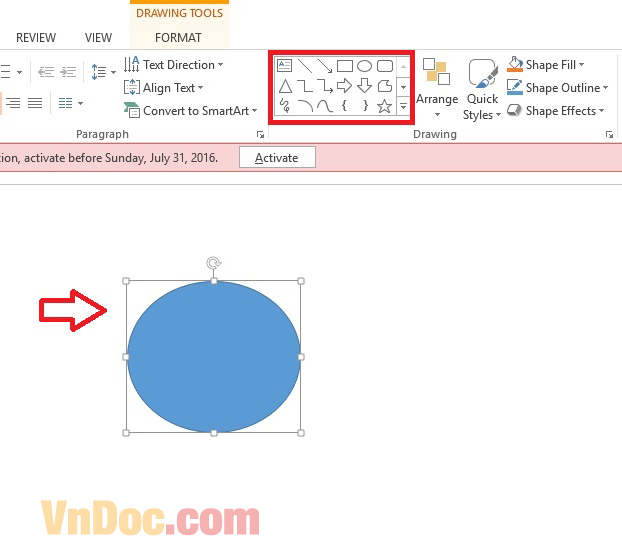 DRAWING TOOLS
REVIEW VIEW FORMAT
Text Direction
Align Text
Convert to SmartArt
Paragraph
Arrange
Quick Styles
Shape Fill
Shape Outline
Shape Effects
Drawing
tion, activate before Sunday, July 31, 2016. Activate
VnDoc.com